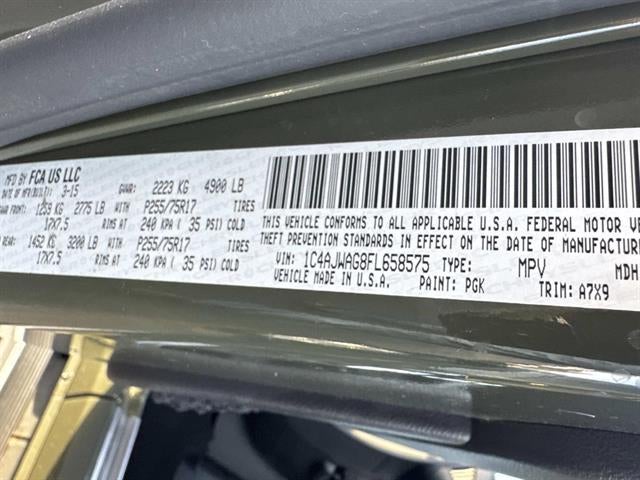 MFD BY FCA US LLC
DATE OF MFR 3-15 GVWR: 2223 KG 4900 LB
GAWR FRONT: 1259 KG 2775 LB WITH P255/75R17 TIRES
17X7.5 RIMS AT 240 KPA ( 35 PSI) COLD
REAR: 1452 KG 3200 LB WITH P255/75R17 TIRES
17X7.5 RIMS AT 240 KPA ( 35 PSI) COLD
THIS VEHICLE CONFORMS TO ALL APPLICABLE U.S.A. FEDERAL MOTOR
THEFT PREVENTION STANDARDS IN EFFECT ON THE DATE OF
VIN: 1C4AJWAG8FL658575 TYPE: MPV MDH
VEHICLE MADE IN U.S.A. PAINT: PGK TRIM: A7X9